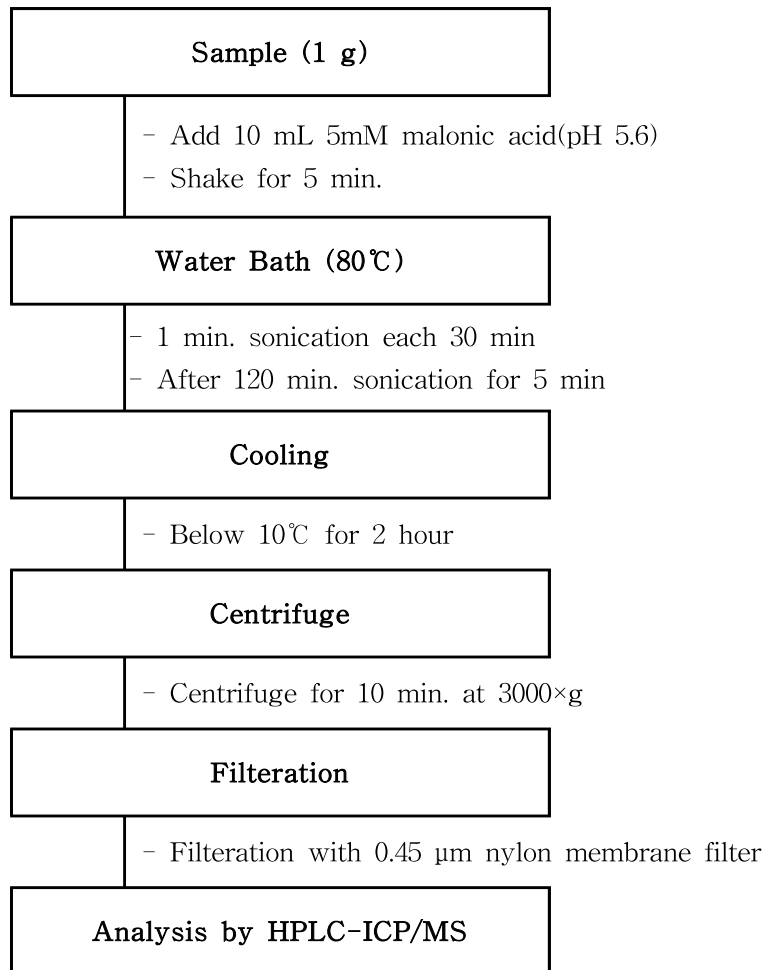 Sample (1 g)
- Add 10 mL 5mM malonic acid(pH 5.6)
- Shake for 5 min.
Water Bath (80℃)
- 1 min. sonication each 30 min
- After 120 min. sonication for 5 min
Cooling
- Below 10℃ for 2 hour
Centrifuge
- Centrifuge for 10 min. at 3000×g
Filteration
- Filteration with 0.45 μm nylon membrane filter
Analysis by HPLC-ICP/MS